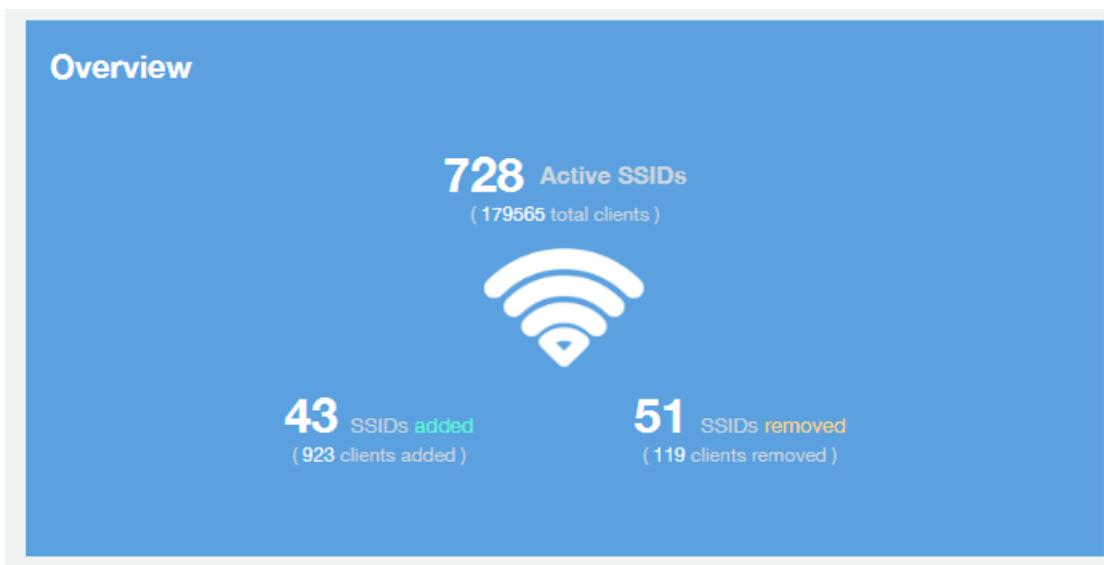 Overview
728 Active SSIDs
( 179565 total clients )
43 SSIDs added
( 923 clients added )
51 SSIDs removed
( 119 clients removed )